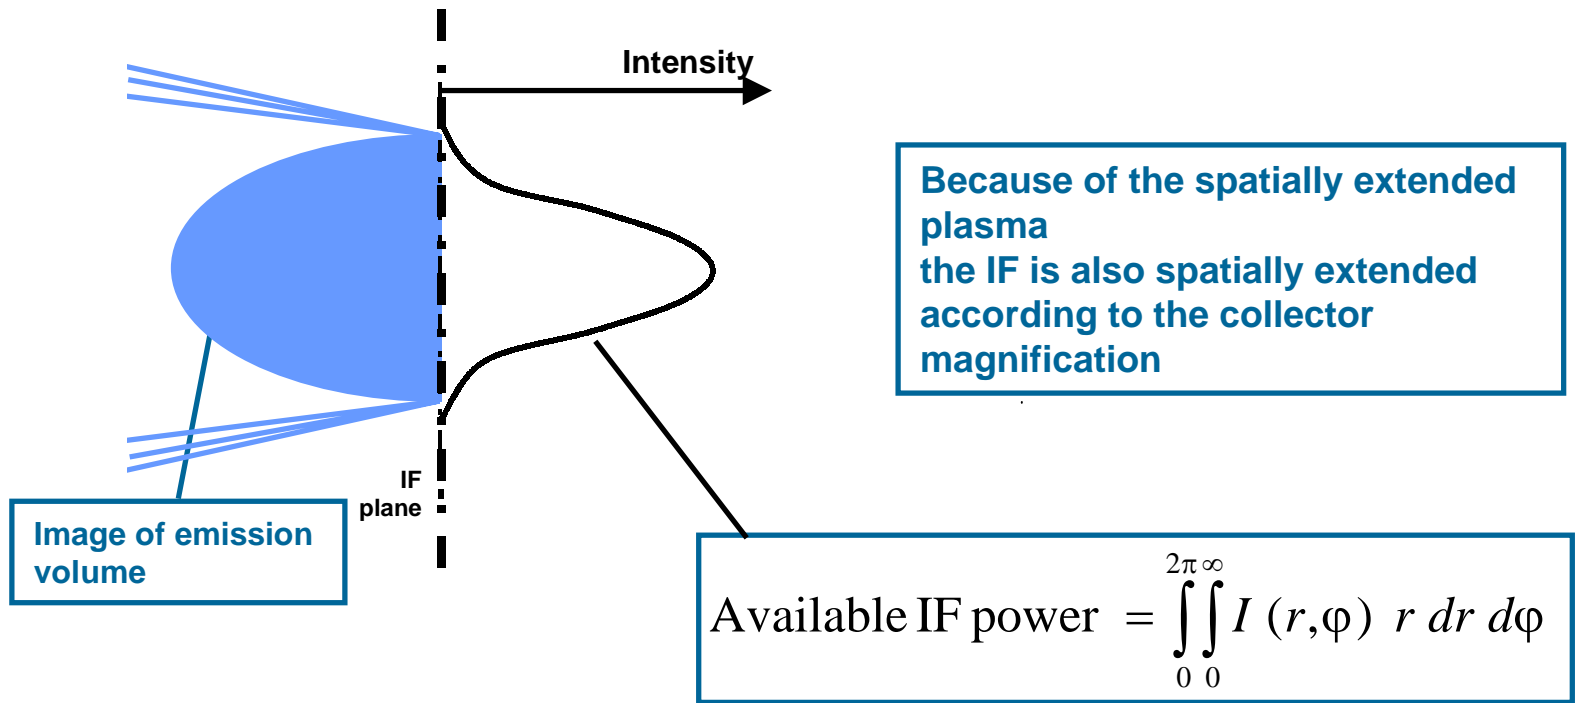 Intensity
Because of the spatially extended
plasma
the IF is also spatially extended
according to the collector
magnification
IF
plane
Image of emission
volume
Available IF power = ∫₀^2π ∫₀^∞ I (r,φ) r dr dφ